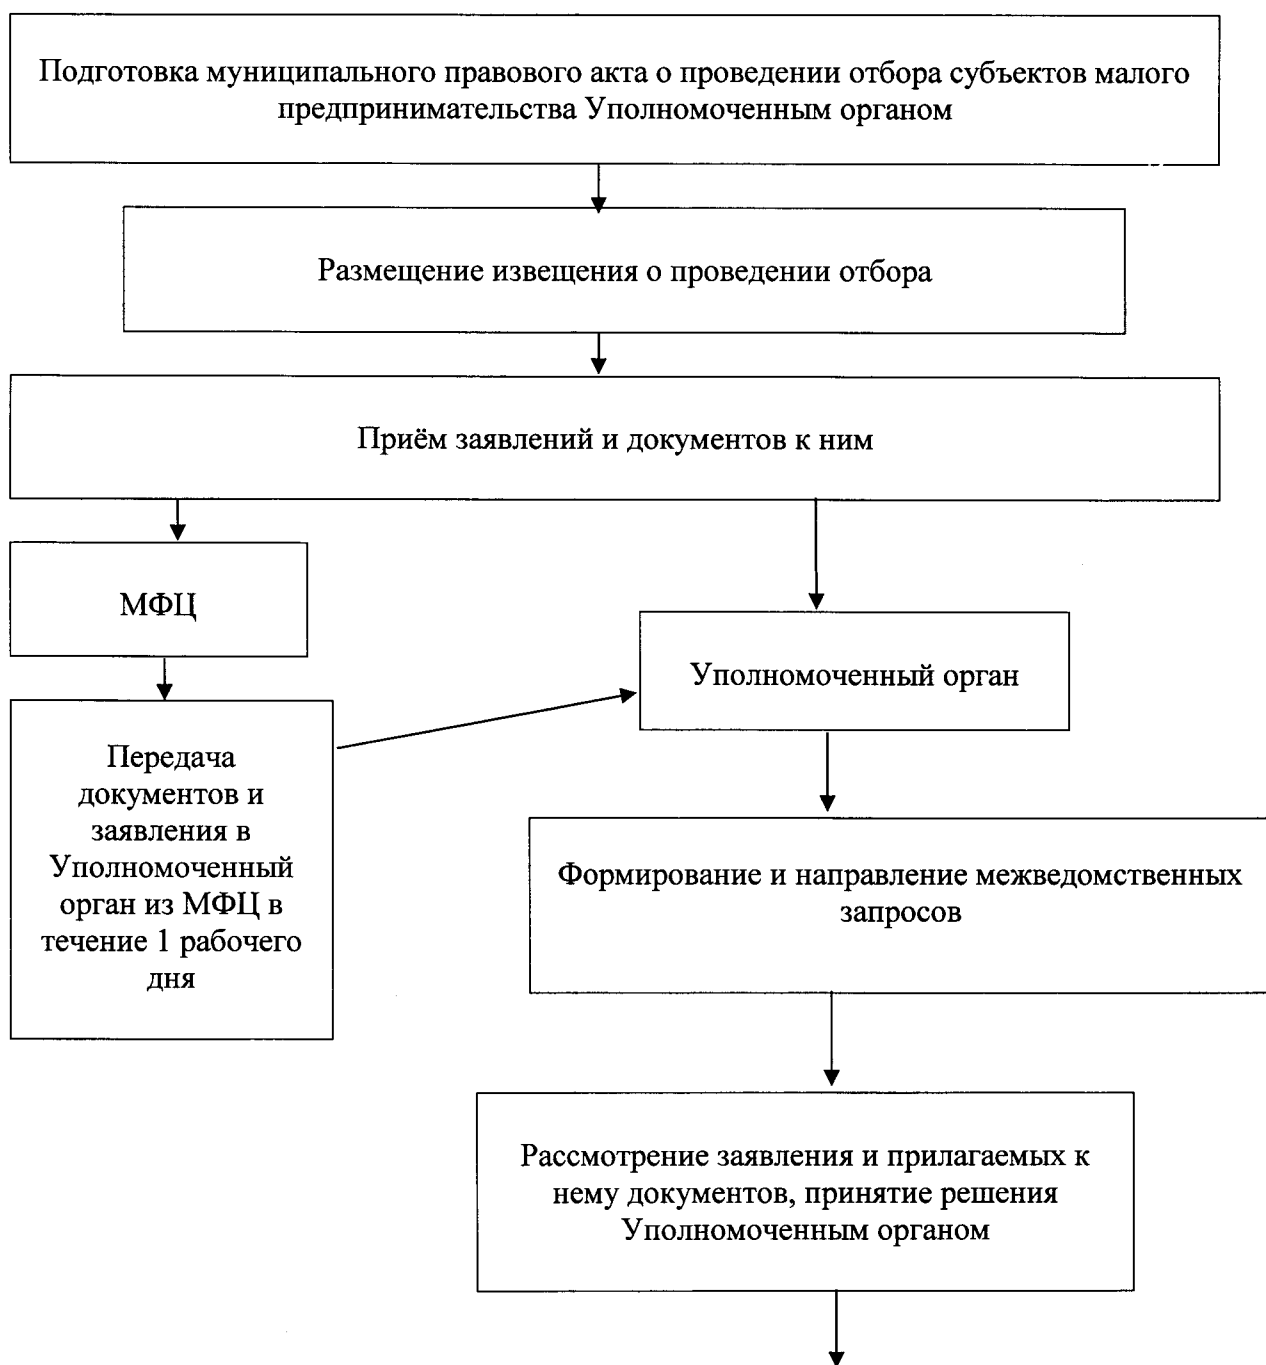 Подготовка муниципального правового акта о проведении отбора субъектов малого
предпринимательства Уполномоченным органом
Размещение извещения о проведении отбора
Приём заявлений и документов к ним
МФЦ
Уполномоченный орган
Передача
документов и
заявления в
Уполномоченный
орган из МФЦ в
течение 1 рабочего
дня
Формирование и направление межведомственных
запросов
Рассмотрение заявления и прилагаемых к
нему документов, принятие решения
Уполномоченным органом